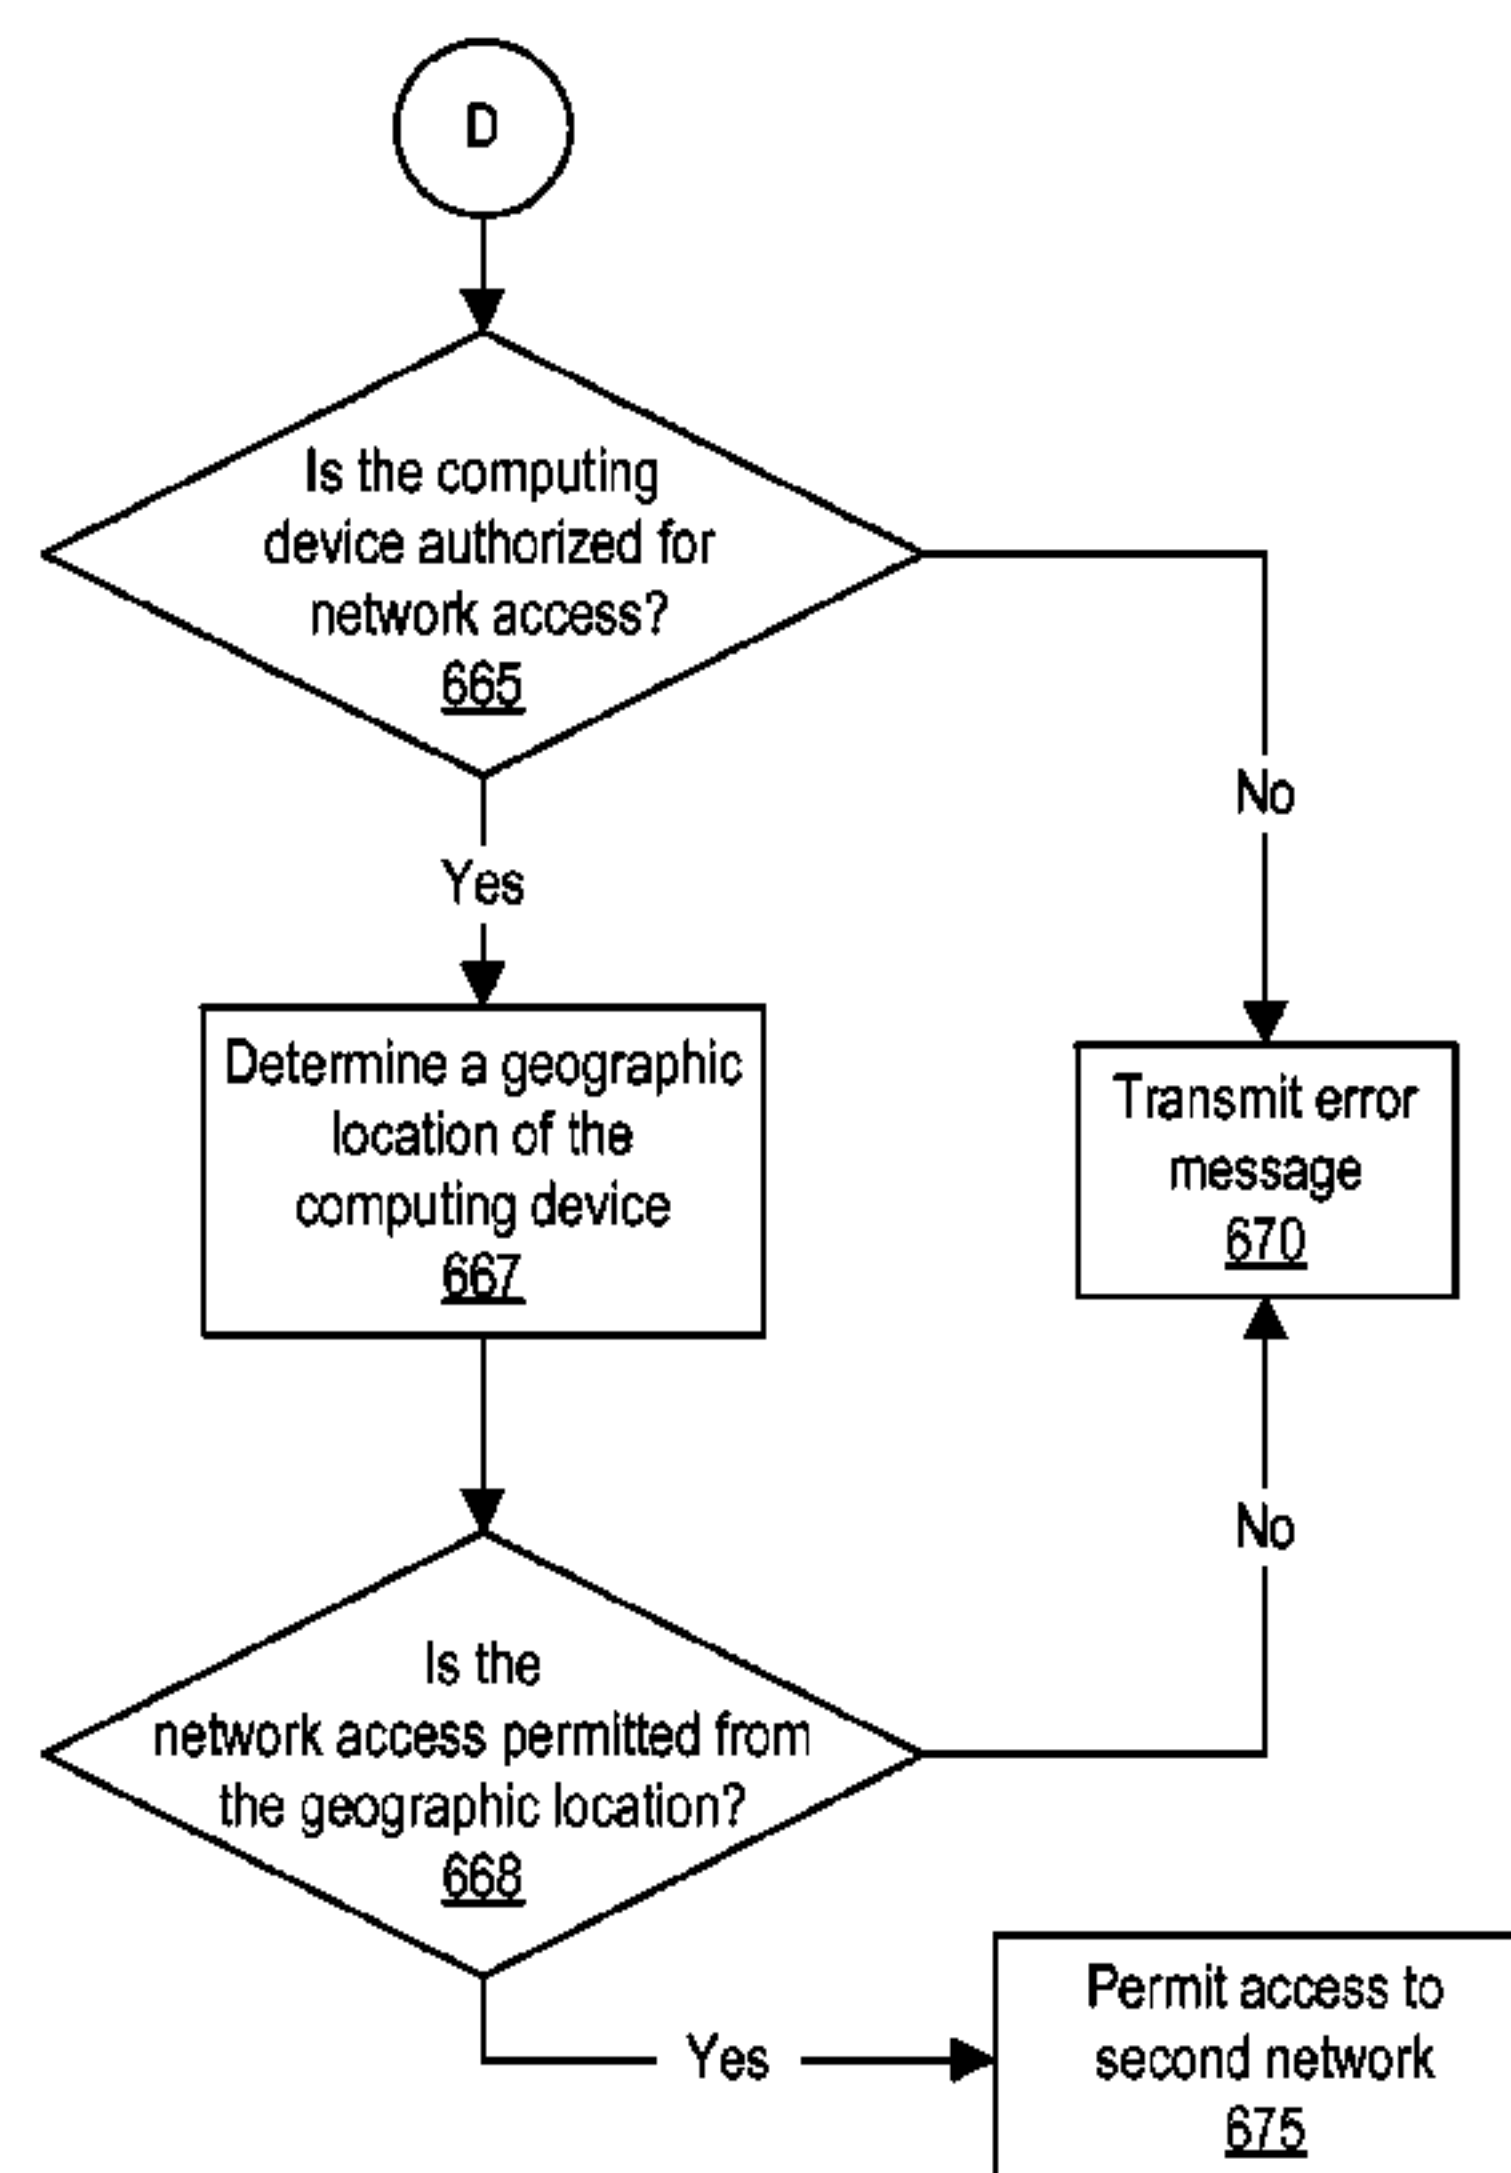 D
Is the computing
device authorized for
network access?
665
No
Yes
Determine a geographic
location of the
computing device
667
Transmit error
message
670
No
Is the
network access permitted from
the geographic location?
668
Yes
Permit access to
second network
675